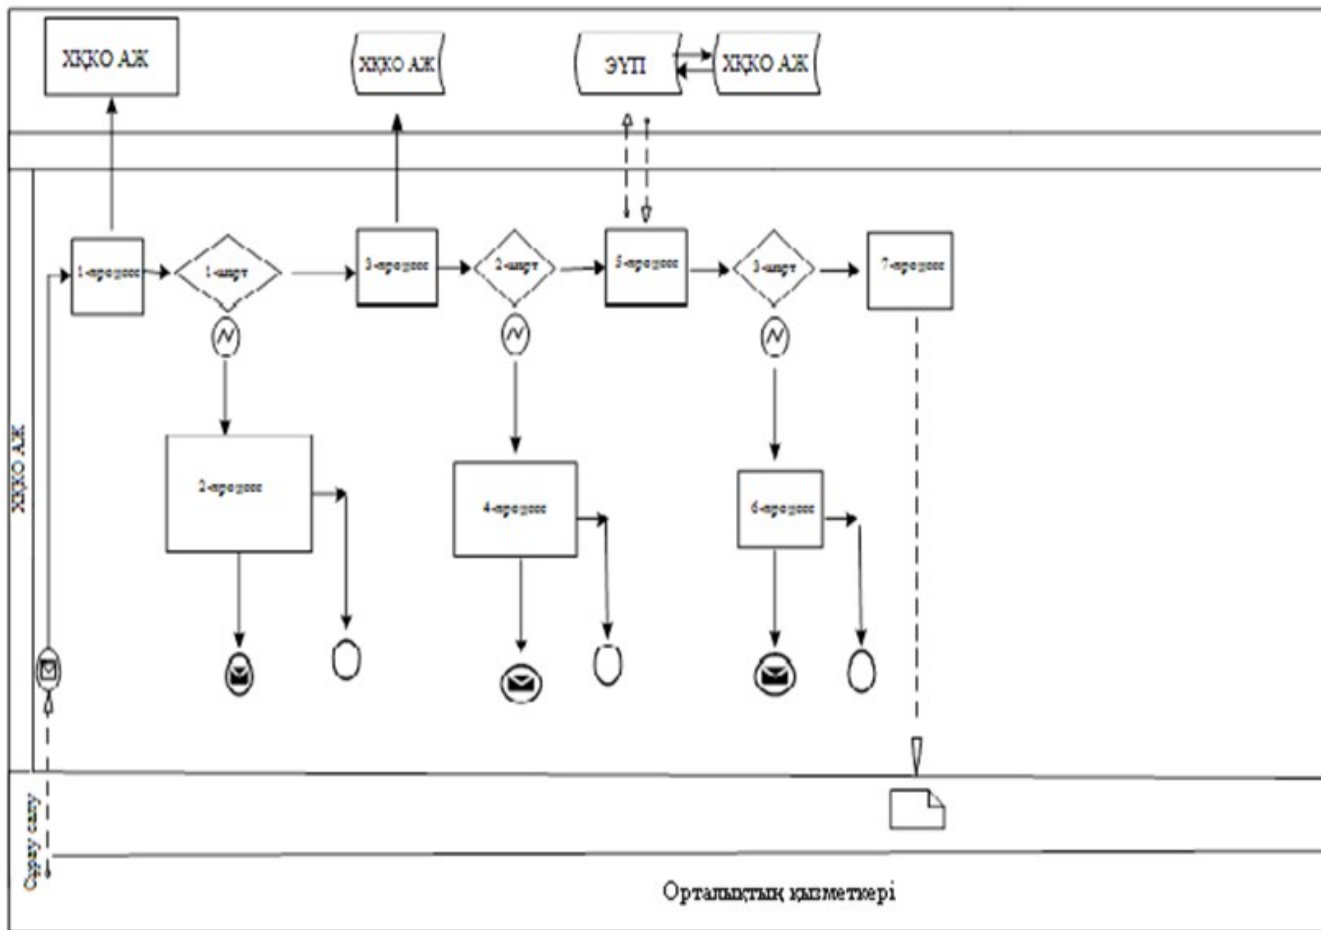 ХҚКО АЖ
ХҚКО АЖ
ЭҮП
ХҚКО АЖ
1-процесс
1-шарт
3-процесс
2-шарт
5-процесс
3-шарт
7-процесс
2-процесс
4-процесс
6-процесс
ХҚКО АЖ
Сұрау салу
Орталықтың қызметкері